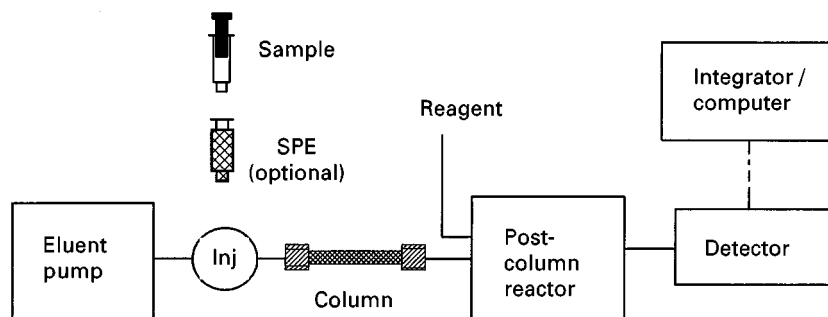 Sample
SPE
(optional)
Reagent
Integrator /
computer
Eluent
pump
Inj
Column
Post-
column
reactor
Detector